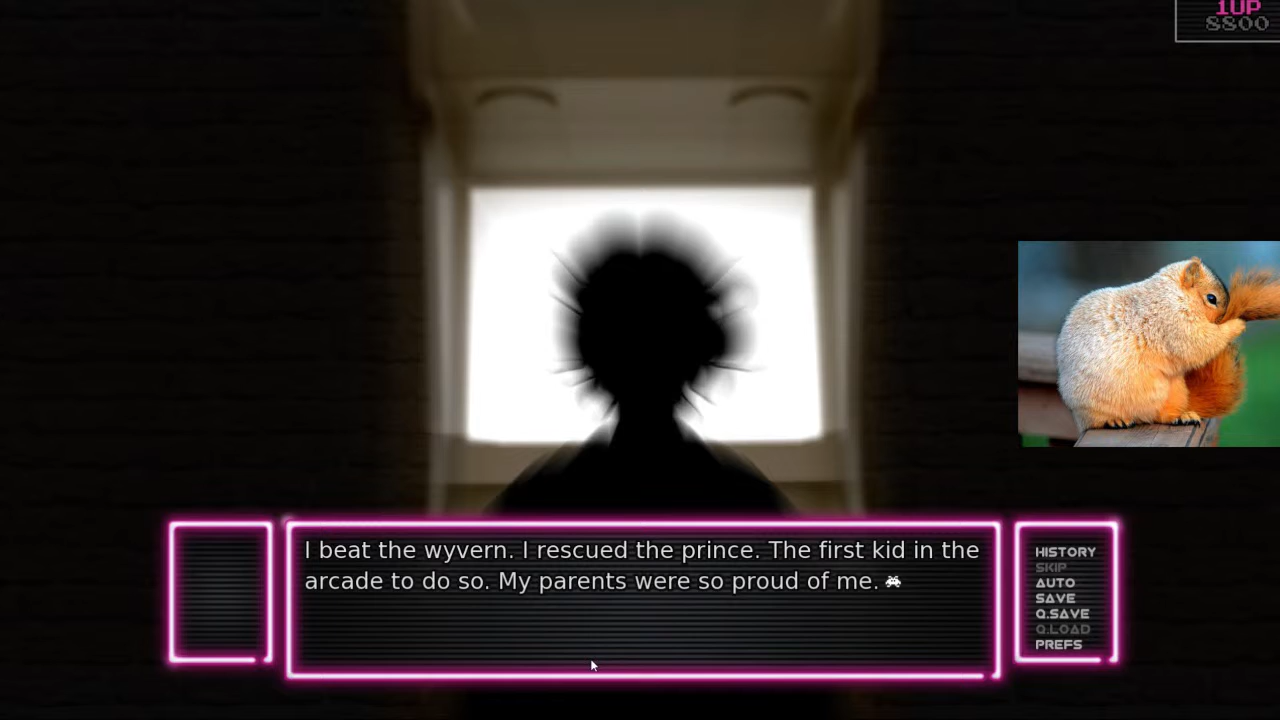 1UP
8800
I beat the wyvern. I rescued the prince. The first kid in the
arcade to do so. My parents were so proud of me.
HISTORY
SKIP
AUTO
SAVE
Q.SAVE
Q.LOAD
PREFS